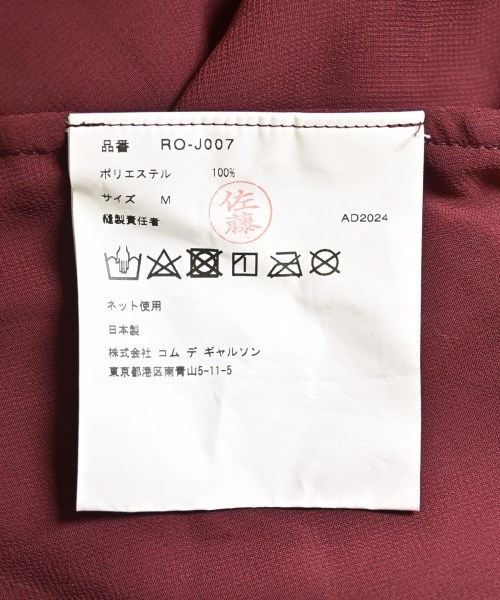 品番 RO-J007
ポリエステル 100%
サイズ M
佐藤
縫製責任者 AD2024
ネット使用
日本製
株式会社 コム デ ギャルソン
東京都港区南青山5-11-5